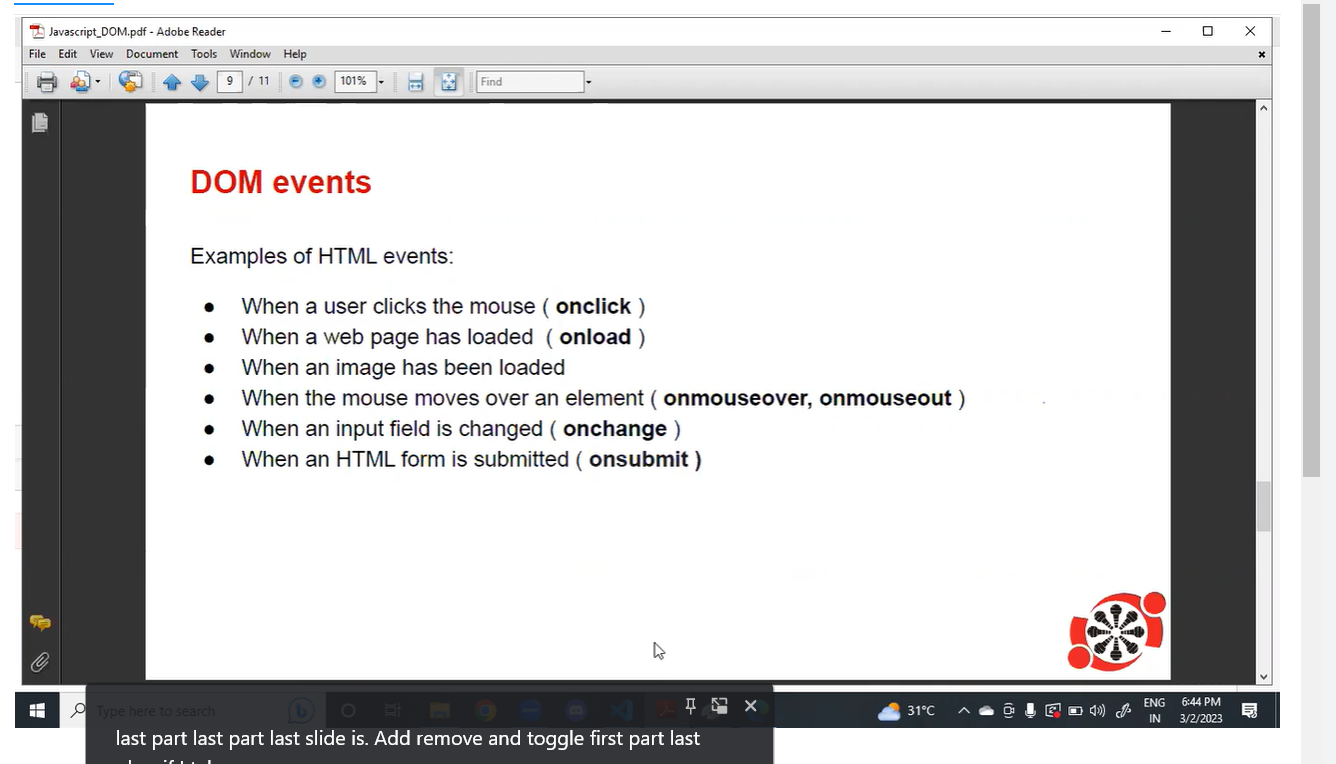 Javascript_DOM.pdf - Adobe Reader
File Edit View Document Tools Window Help
9 / 11 101% Find
DOM events
Examples of HTML events:
● When a user clicks the mouse ( onclick )
● When a web page has loaded ( onload )
● When an image has been loaded
● When the mouse moves over an element ( onmouseover, onmouseout )
● When an input field is changed ( onchange )
● When an HTML form is submitted ( onsubmit )
Type here to search
31°C ENG 6:44 PM
IN 3/2/2023
last part last part last slide is. Add remove and toggle first part last